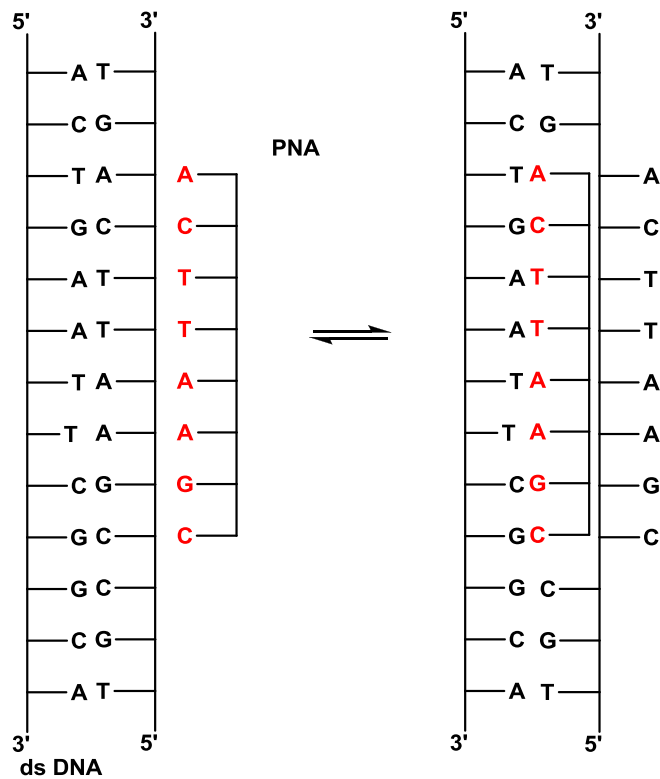 5' 3' 5' 3'
A T A T
C G C G
PNA
T A A T A A
G C C G C C
A T T A T T
A T T A T T
T A A T A A
T A A T A A
C G G C G G
G C C G C C
G C G C
C G C G
A T A T
3' 5' 3' 5'
ds DNA